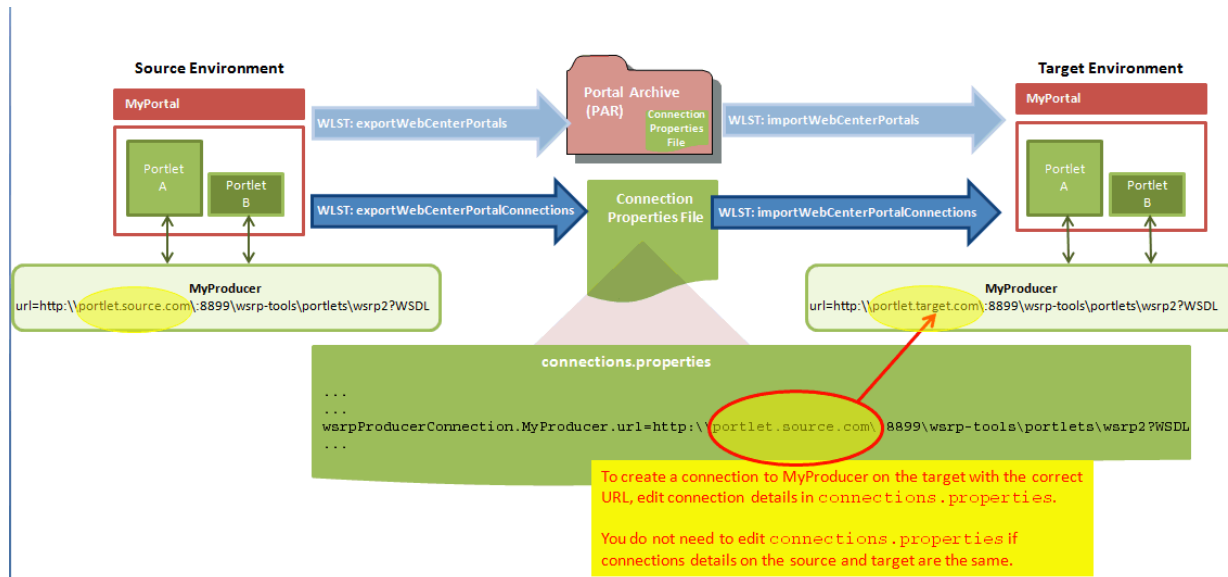 Source Environment
Target Environment
MyPortal
Portal Archive
(PAR)
Connection
Properties
File
MyPortal
WLST: exportWebCenterPortals
WLST: importWebCenterPortals
Portlet
A
Portlet
B
WLST: exportWebCenterPortalConnections
Connection
Properties File
WLST: importWebCenterPortalConnections
Portlet
A
Portlet
B
MyProducer
url=http:\\portlet.source.com\:8899\wsrp-tools\portlets\wsrp2?WSDL
MyProducer
url=http:\\portlet.target.com\:8899\wsrp-tools\portlets\wsrp2?WSDL
connections.properties
...
...
wsrpProducerConnection.MyProducer.url=http:\\portlet.source.com\:8899\wsrp-tools\portlets\wsrp2?WSDL
...
To create a connection to MyProducer on the target with the correct
URL, edit connection details in connections.properties.
You do not need to edit connections.properties if
connections details on the source and target are the same.